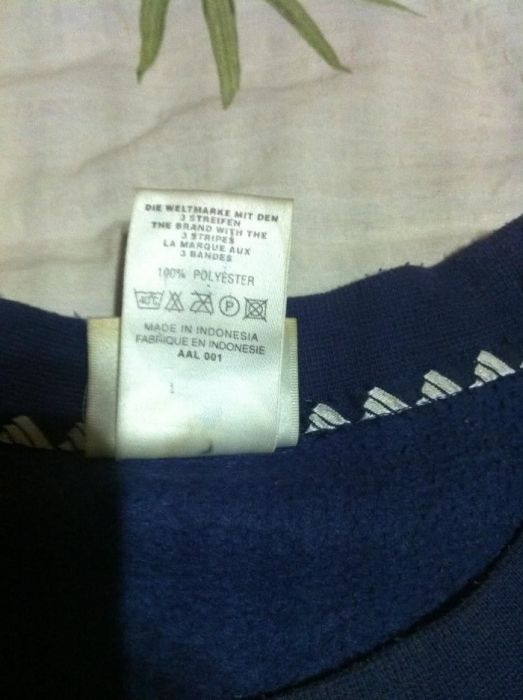 DIE WELTMARKE MIT DEN
3 STREIFEN
THE BRAND WITH THE
3 STRIPES
LA MARQUE AUX
3 BANDES
100% POLYESTER
40°C P
MADE IN INDONESIA
FABRIQUE EN INDONESIE
AAL 001